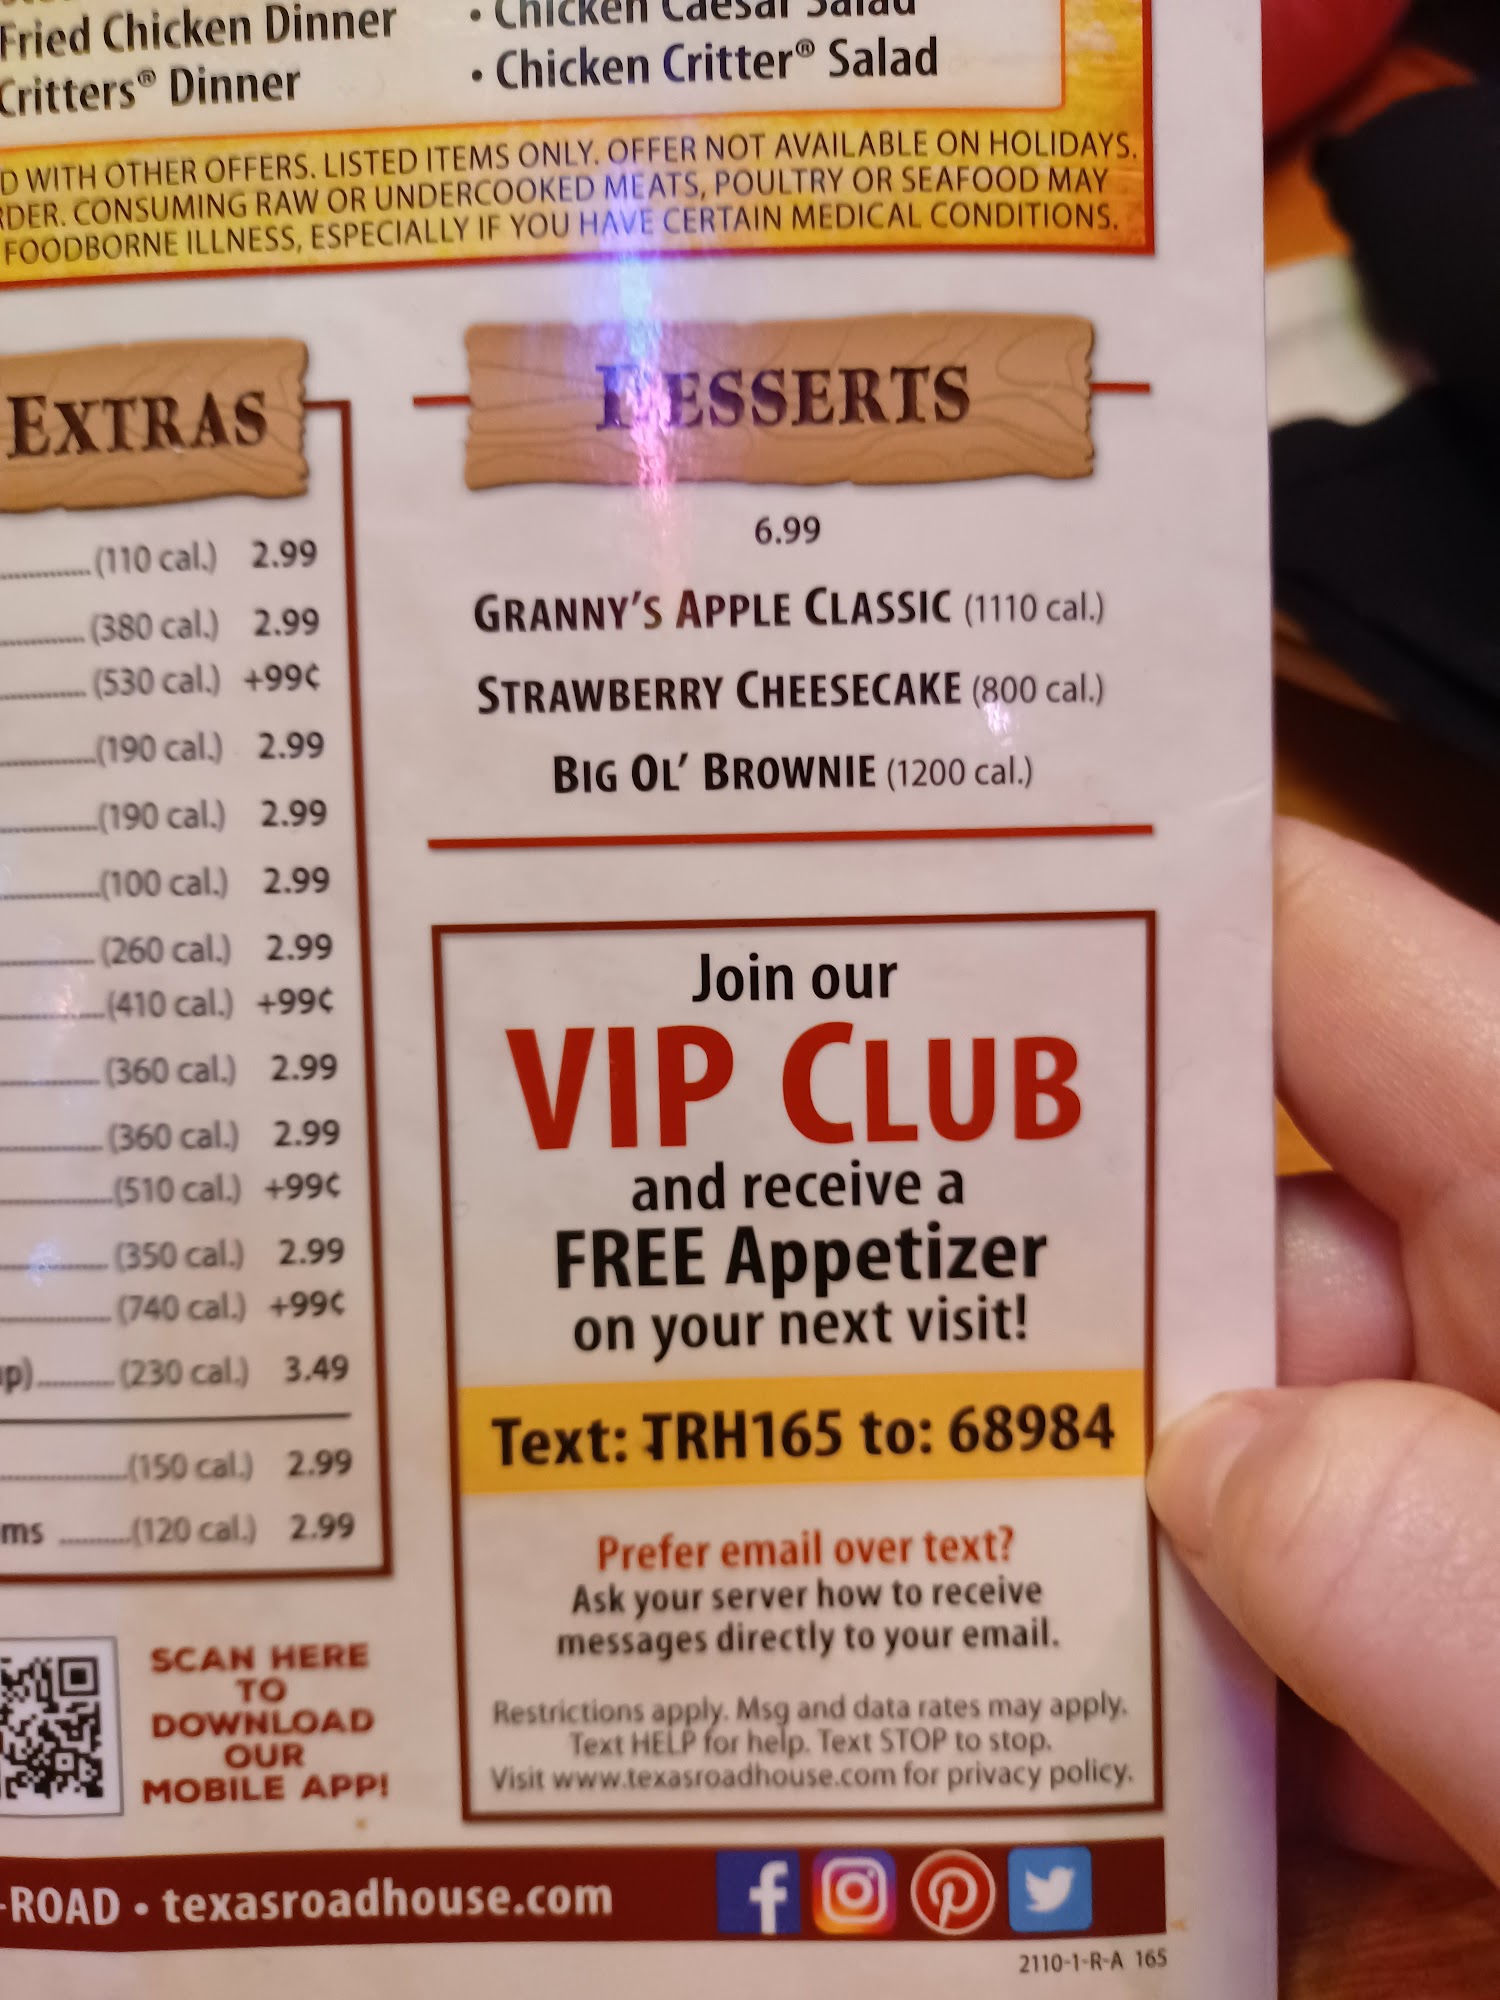 Fried Chicken Dinner
Critters® Dinner
• Chicken Caesar Salad
• Chicken Critter® Salad
D WITH OTHER OFFERS. LISTED ITEMS ONLY. OFFER NOT AVAILABLE ON HOLIDAYS.
RDER. CONSUMING RAW OR UNDERCOOKED MEATS, POULTRY OR SEAFOOD MAY
FOODBORNE ILLNESS, ESPECIALLY IF YOU HAVE CERTAIN MEDICAL CONDITIONS.
EXTRAS
(110 cal.) 2.99
(380 cal.) 2.99
(530 cal.) +99¢
(190 cal.) 2.99
(190 cal.) 2.99
(100 cal.) 2.99
(260 cal.) 2.99
(410 cal.) +99¢
(360 cal.) 2.99
(360 cal.) 2.99
(510 cal.) +99¢
(350 cal.) 2.99
(740 cal.) +99¢
up) (230 cal.) 3.49
(150 cal.) 2.99
ms (120 cal.) 2.99
SCAN HERE
TO
DOWNLOAD
OUR
MOBILE APP!
DESSERTS
6.99
GRANNY'S APPLE CLASSIC (1110 cal.)
STRAWBERRY CHEESECAKE (800 cal.)
BIG OL' BROWNIE (1200 cal.)
Join our
VIP CLUB
and receive a
FREE Appetizer
on your next visit!
Text: TRH165 to: 68984
Prefer email over text?
Ask your server how to receive
messages directly to your email.
Restrictions apply. Msg and data rates may apply.
Text HELP for help. Text STOP to stop.
Visit www.texasroadhouse.com for privacy policy.
-ROAD • texasroadhouse.com
2110-1-R-A 165